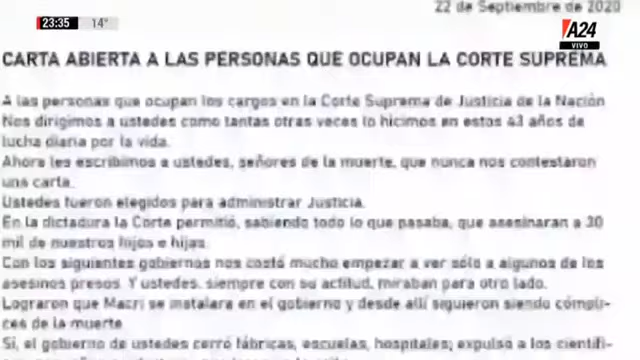 23:35 14°
22 de Septiembre de 2020
A24
VIVO
CARTA ABIERTA A LAS PERSONAS QUE OCUPAN LA CORTE SUPREMA
A las personas que ocupan los cargos en la Corte Suprema de Justicia de la Nación
Nos dirigimos a ustedes como tantas otras veces lo hicimos en estos 43 años de
lucha diaria por la vida.
Ahora les escribimos a ustedes, señores de la muerte, que nunca nos contestaron
una carta.
Ustedes fueron elegidos para administrar Justicia.
En la dictadura la Corte permitió, sabiendo todo lo que pasaba, que asesinaran a 30
mil de nuestros hijos e hijas.
Con los siguientes gobiernos nos costó mucho empezar a ver sólo a algunos de los
asesinos presos. Y ustedes, siempre con su actitud, miraban para otro lado.
Lograron que Macri se instalara en el gobierno y desde allí siguieron siendo cómpli-
ces de la muerte.
Sí, el gobierno de ustedes cerró fábricas, escuelas, hospitales; expulsó a los científi-